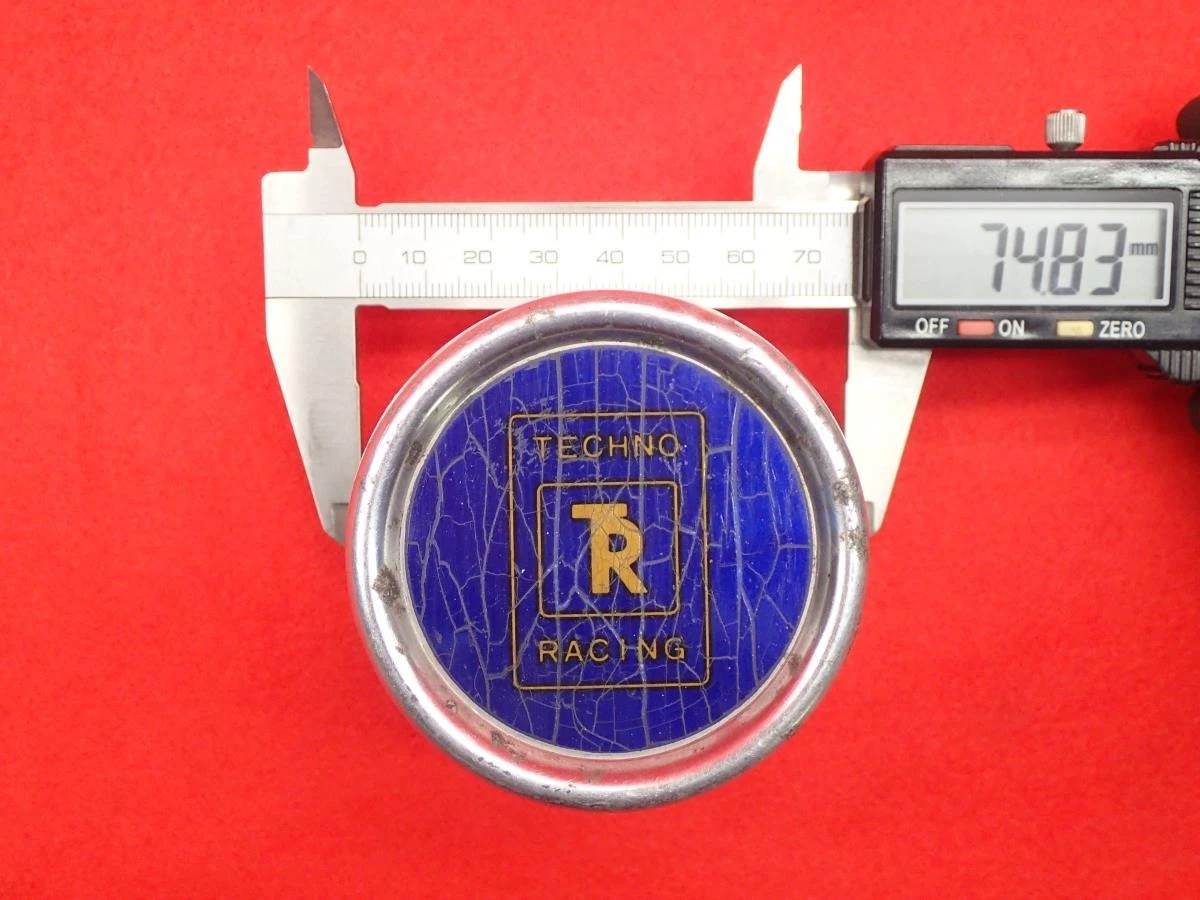 0 10 20 30 40 50 60 70
74.83 mm
OFF ON ZERO
TECHNO
TR
RACING